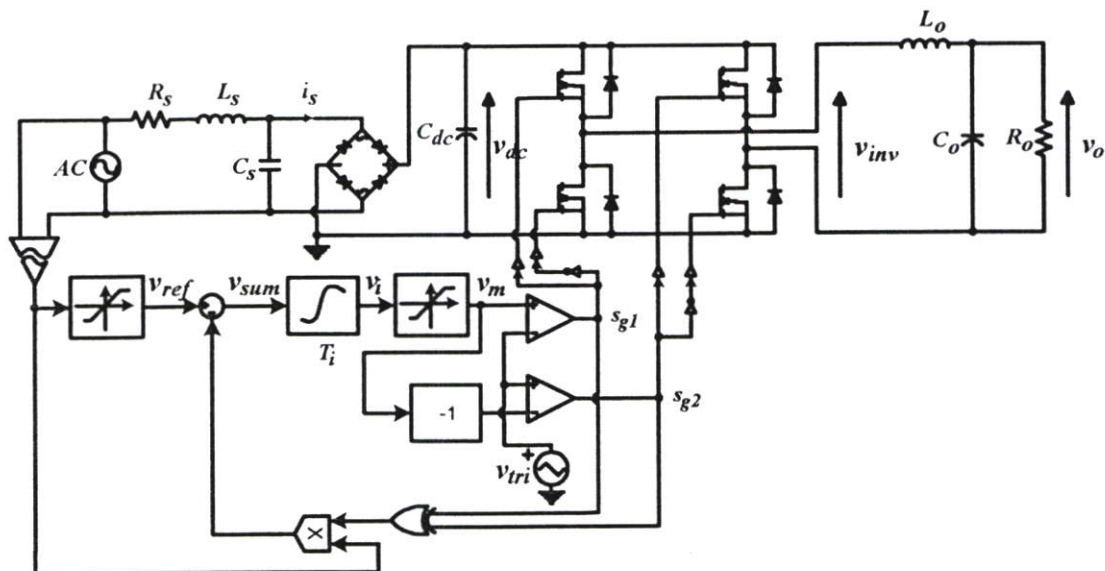 L_o
R_s
L_s
i_s
AC
C_s
C_dc
v_dc
v_inv
C_o
R_o
v_o
v_ref
v_sum
v_i
v_m
T_i
s_g1
-1
s_g2
+
v_tri
X